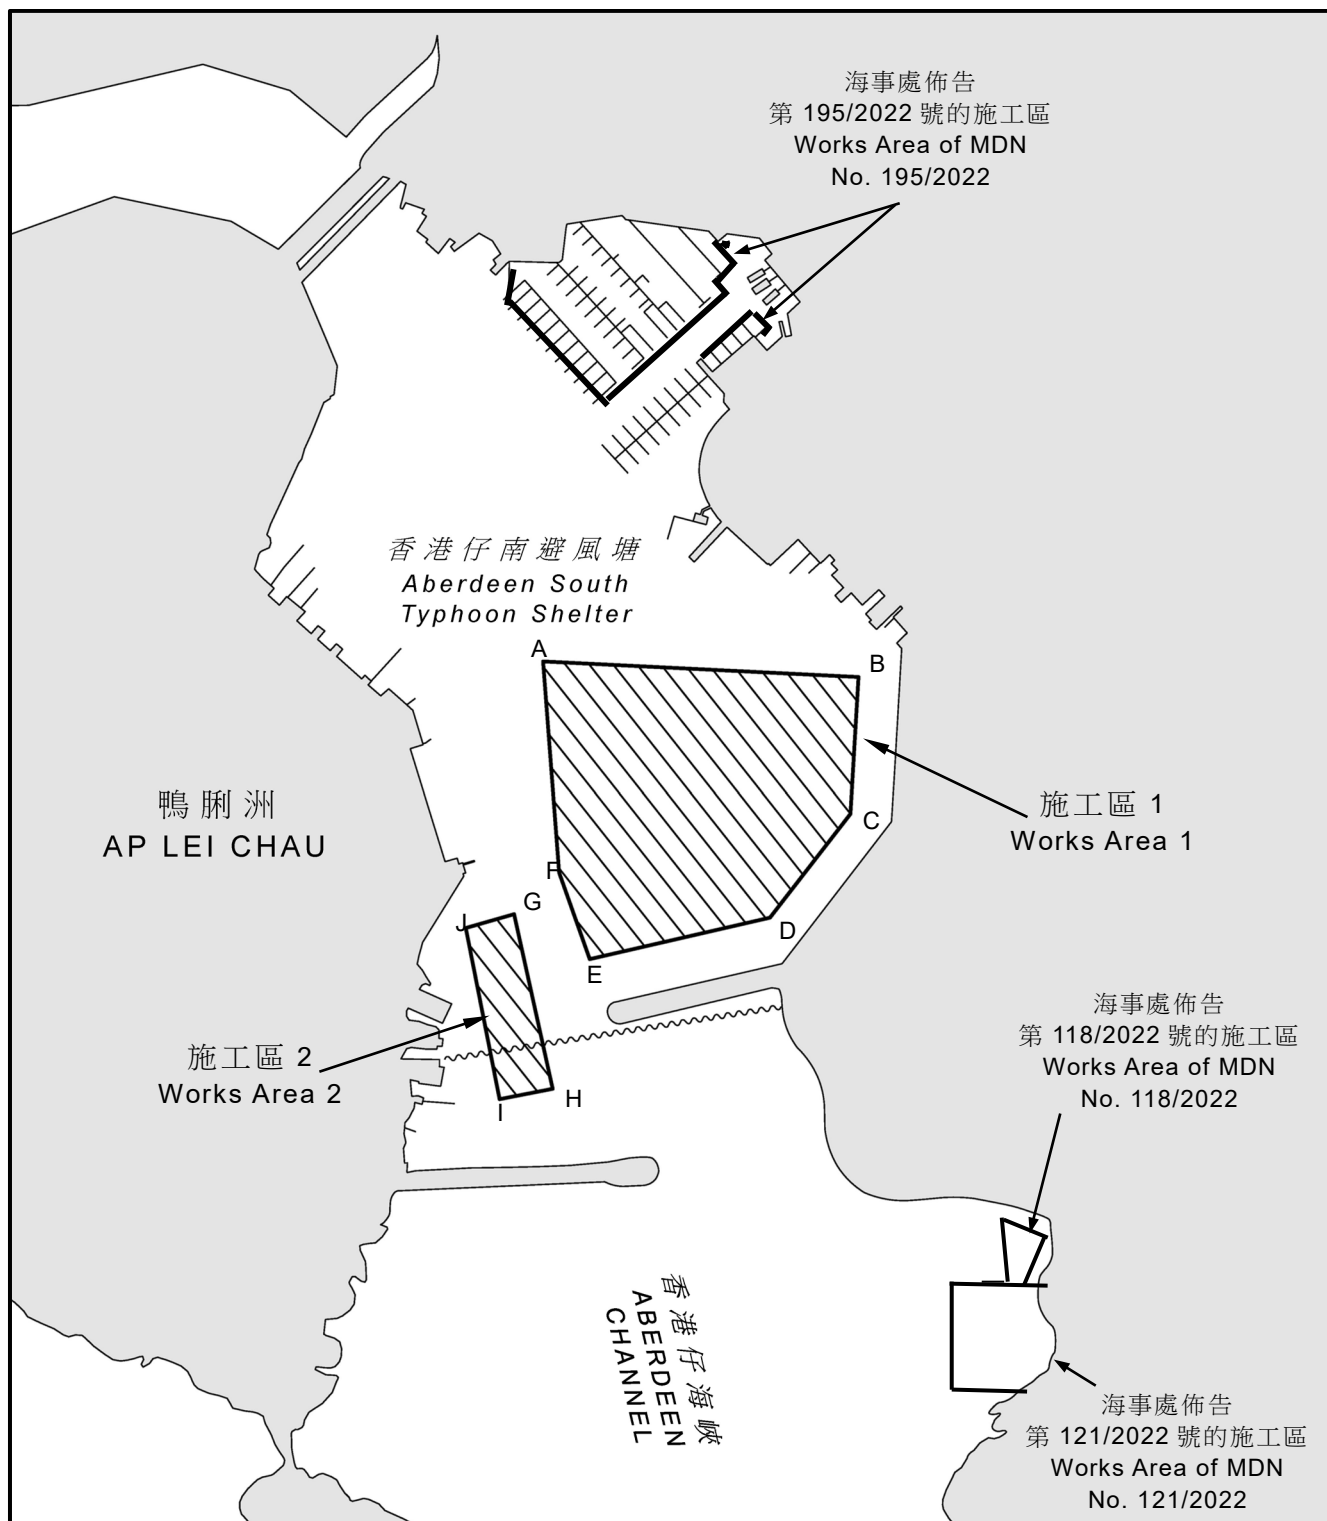 海事處佈告
第 195/2022 號的施工區
Works Area of MDN
No. 195/2022
香港仔南避風塘
Aberdeen South
Typhoon Shelter
A
B
鴨脷洲
AP LEI CHAU
施工區 1
Works Area 1
C
F
G
J
D
E
海事處佈告
第 118/2022 號的施工區
Works Area of MDN
No. 118/2022
施工區 2
Works Area 2
H
I
香港仔海峽
ABERDEEN
CHANNEL
海事處佈告
第 121/2022 號的施工區
Works Area of MDN
No. 121/2022